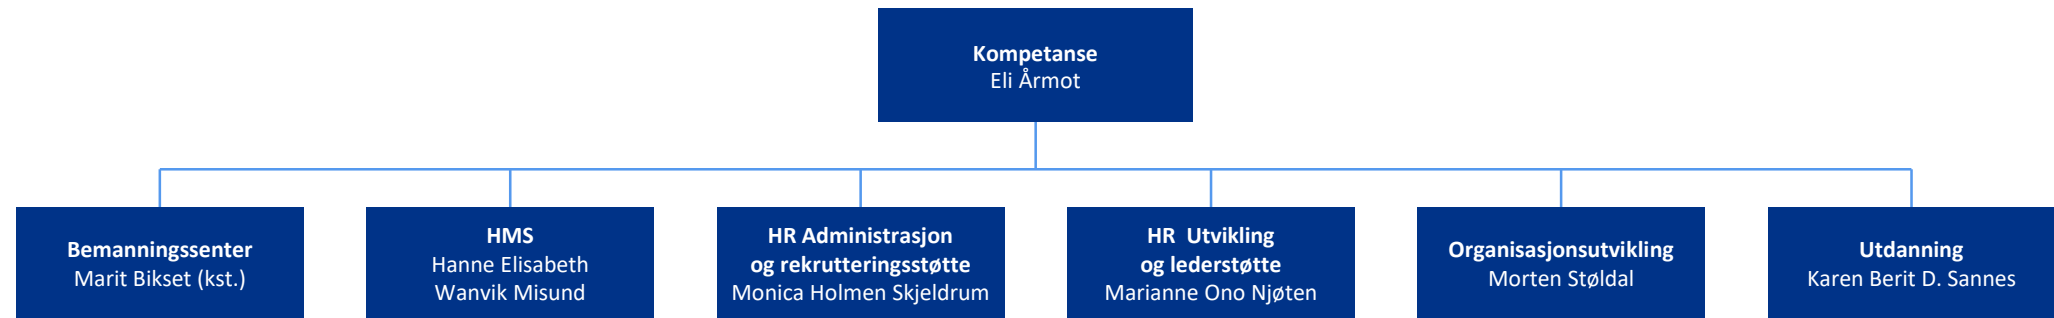 Kompetanse
Eli Årmot
Bemanningssenter
Marit Bikset (kst.)
HMS
Hanne Elisabeth
Wanvik Misund
HR Administrasjon
og rekrutteringsstøtte
Monica Holmen Skjeldrum
HR  Utvikling
og lederstøtte
Marianne Ono Njøten
Organisasjonsutvikling
Morten Støldal
Utdanning
Karen Berit D. Sannes